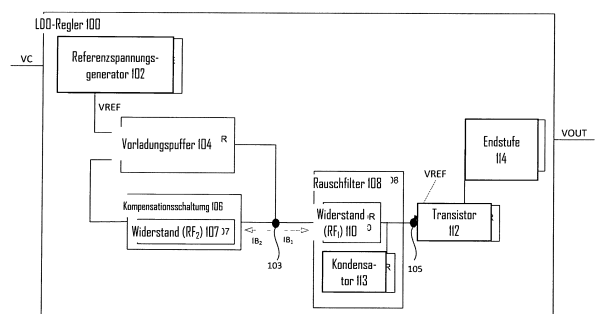 LDO-Regler 100
VC
Referenzspannungs-
generator 102
VREF
Vorladungspuffer 104
R
Kompensationsschaltung 106
Widerstand (RF2) 107
IB2
IB1
103
Rauschfilter 108
Widerstand
(RF1) 110
Kondensa-
tor 113
R
VREF
105
Transistor
112
Endstufe
114
VOUT